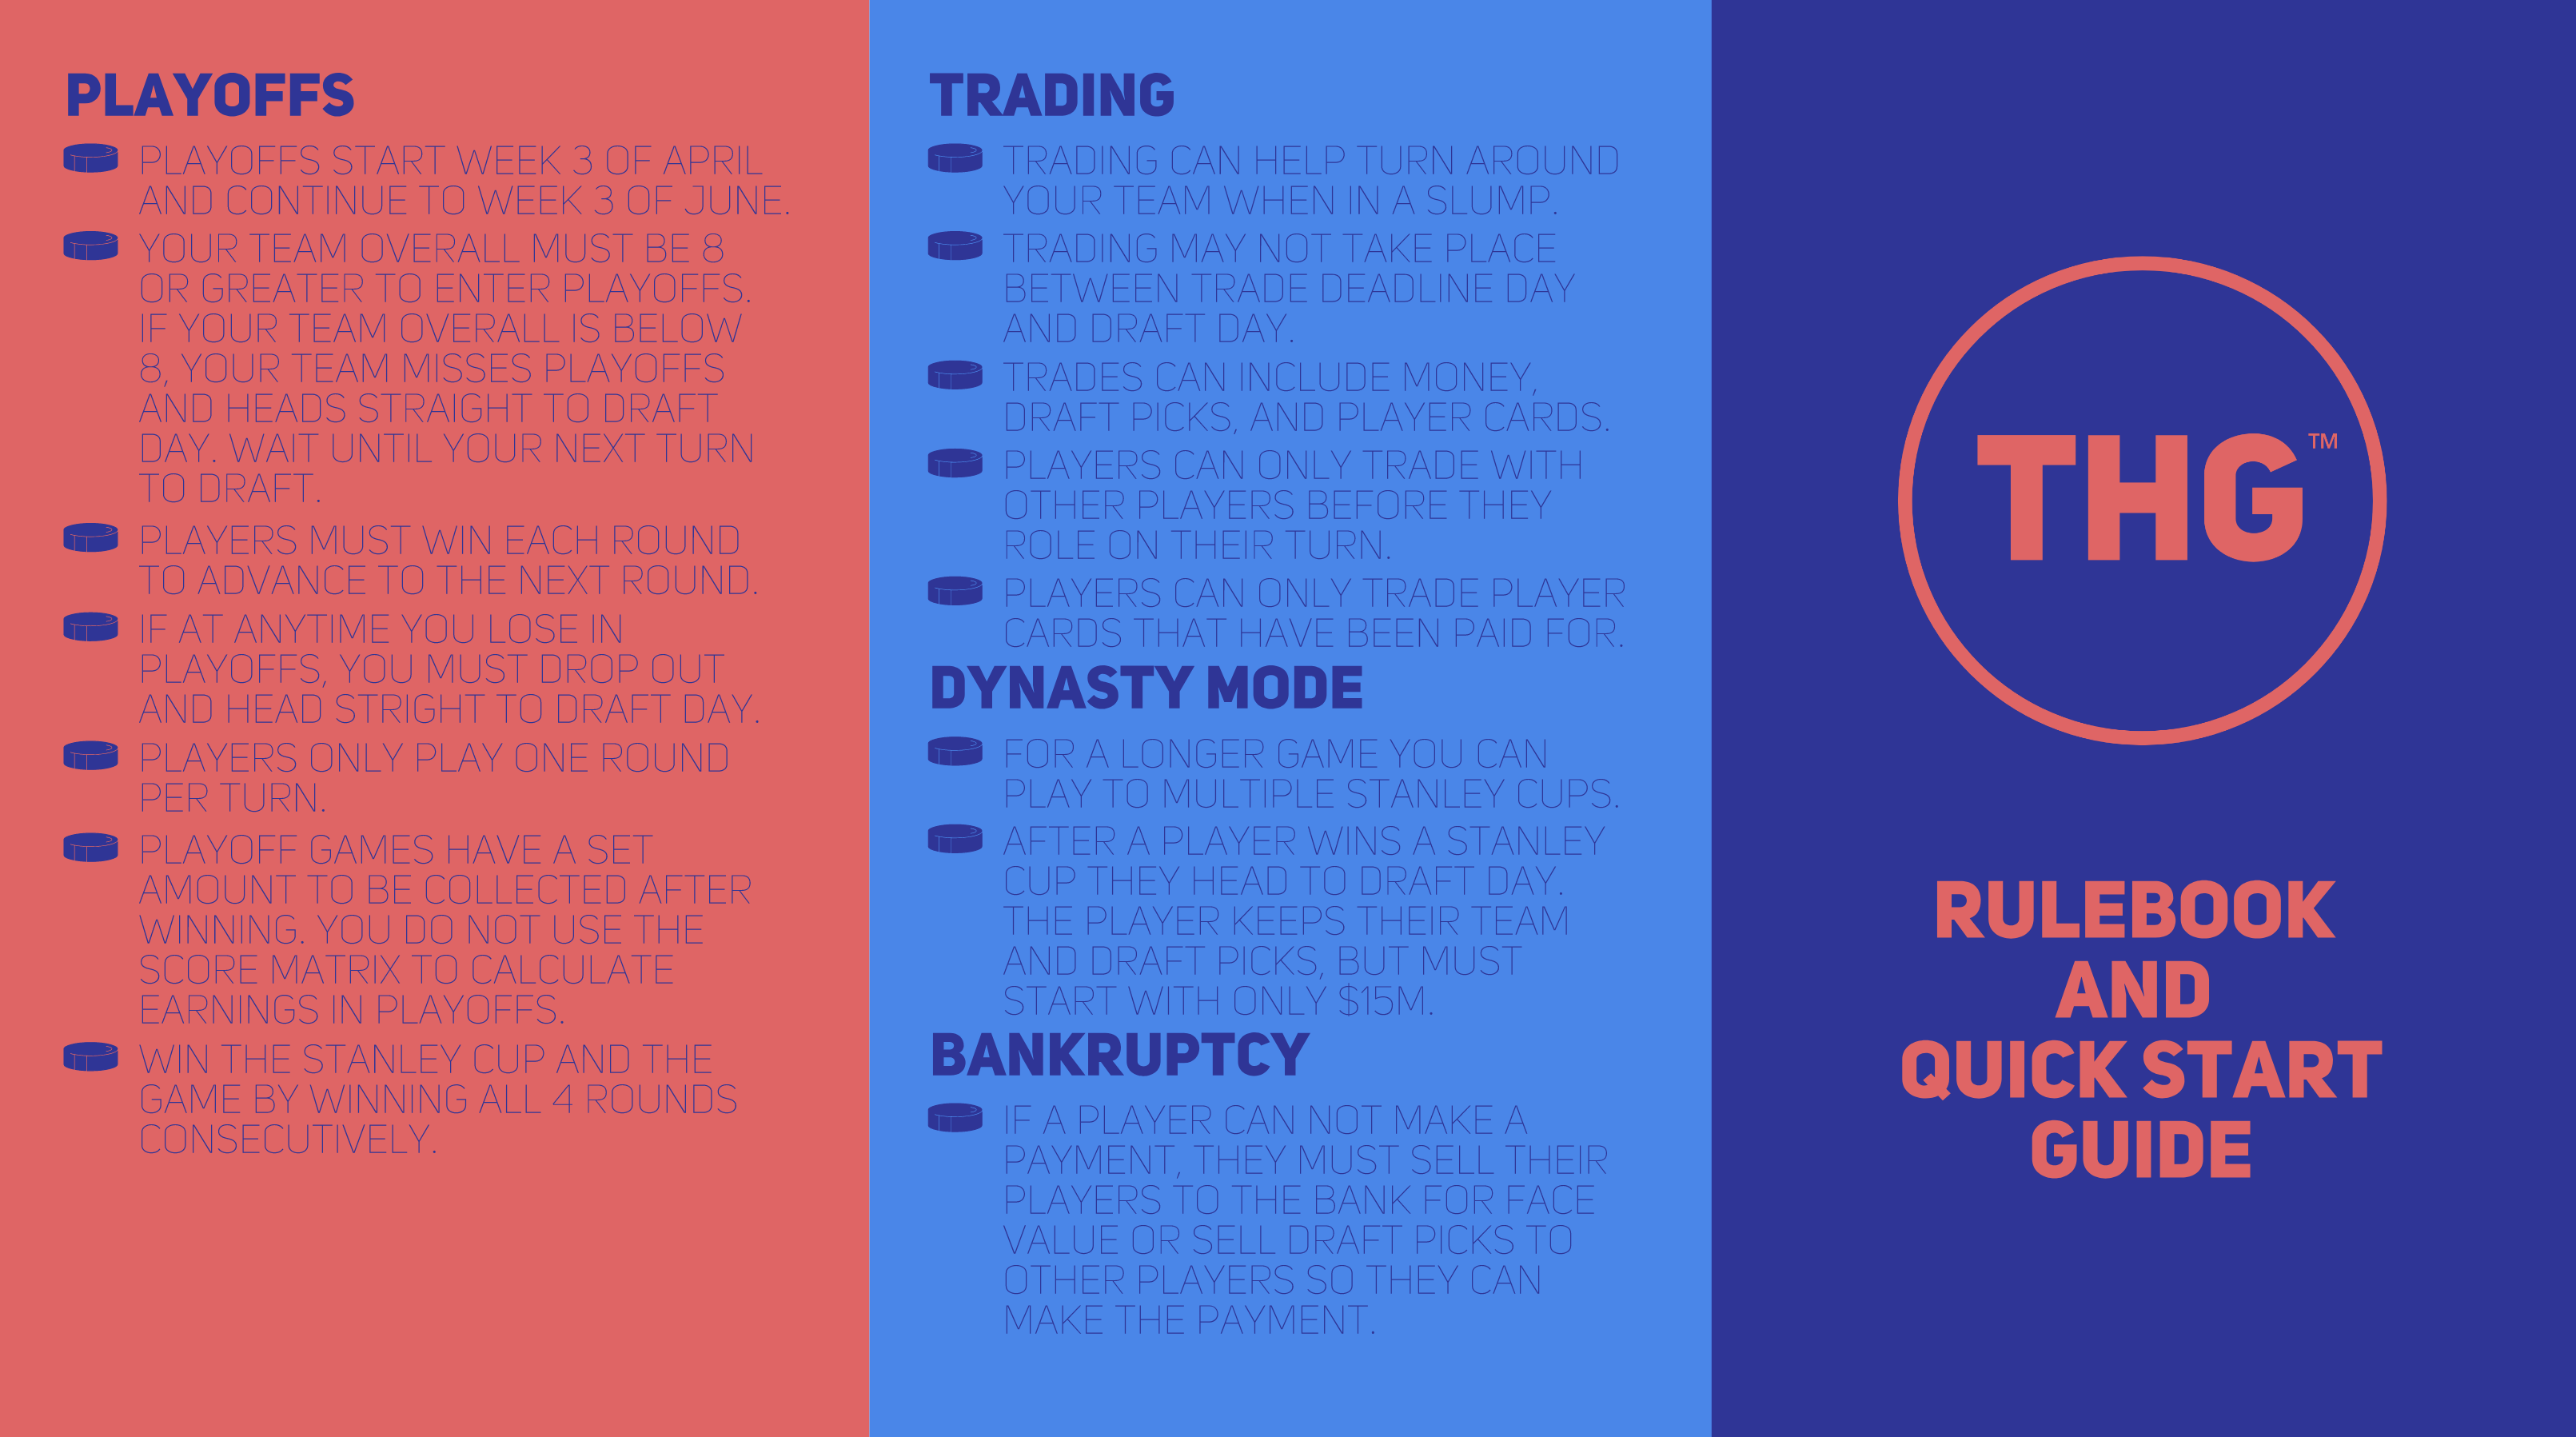 PLAYOFFS
PLAYOFFS START WEEK 3 OF APRIL
AND CONTINUE TO WEEK 3 OF JUNE.
YOUR TEAM OVERALL MUST BE 8
OR GREATER TO ENTER PLAYOFFS.
IF YOUR TEAM OVERALL IS BELOW
8, YOUR TEAM MISSES PLAYOFFS
AND HEADS STRAIGHT TO DRAFT
DAY. WAIT UNTIL YOUR NEXT TURN
TO DRAFT.
PLAYERS MUST WIN EACH ROUND
TO ADVANCE TO THE NEXT ROUND.
IF AT ANYTIME YOU LOSE IN
PLAYOFFS, YOU MUST DROP OUT
AND HEAD STRIGHT TO DRAFT DAY.
PLAYERS ONLY PLAY ONE ROUND
PER TURN.
PLAYOFF GAMES HAVE A SET
AMOUNT TO BE COLLECTED AFTER
WINNING. YOU DO NOT USE THE
SCORE MATRIX TO CALCULATE
EARNINGS IN PLAYOFFS.
WIN THE STANLEY CUP AND THE
GAME BY WINNING ALL 4 ROUNDS
CONSECUTIVELY.
TRADING
TRADING CAN HELP TURN AROUND
YOUR TEAM WHEN IN A SLUMP.
TRADING MAY NOT TAKE PLACE
BETWEEN TRADE DEADLINE DAY
AND DRAFT DAY.
TRADES CAN INCLUDE MONEY,
DRAFT PICKS, AND PLAYER CARDS.
PLAYERS CAN ONLY TRADE WITH
OTHER PLAYERS BEFORE THEY
ROLE ON THEIR TURN.
PLAYERS CAN ONLY TRADE PLAYER
CARDS THAT HAVE BEEN PAID FOR.
DYNASTY MODE
FOR A LONGER GAME YOU CAN
PLAY TO MULTIPLE STANLEY CUPS.
AFTER A PLAYER WINS A STANLEY
CUP THEY HEAD TO DRAFT DAY.
THE PLAYER KEEPS THEIR TEAM
AND DRAFT PICKS, BUT MUST
START WITH ONLY $15M.
BANKRUPTCY
IF A PLAYER CAN NOT MAKE A
PAYMENT, THEY MUST SELL THEIR
PLAYERS TO THE BANK FOR FACE
VALUE OR SELL DRAFT PICKS TO
OTHER PLAYERS SO THEY CAN
MAKE THE PAYMENT.
THG™
RULEBOOK
AND
QUICK START
GUIDE